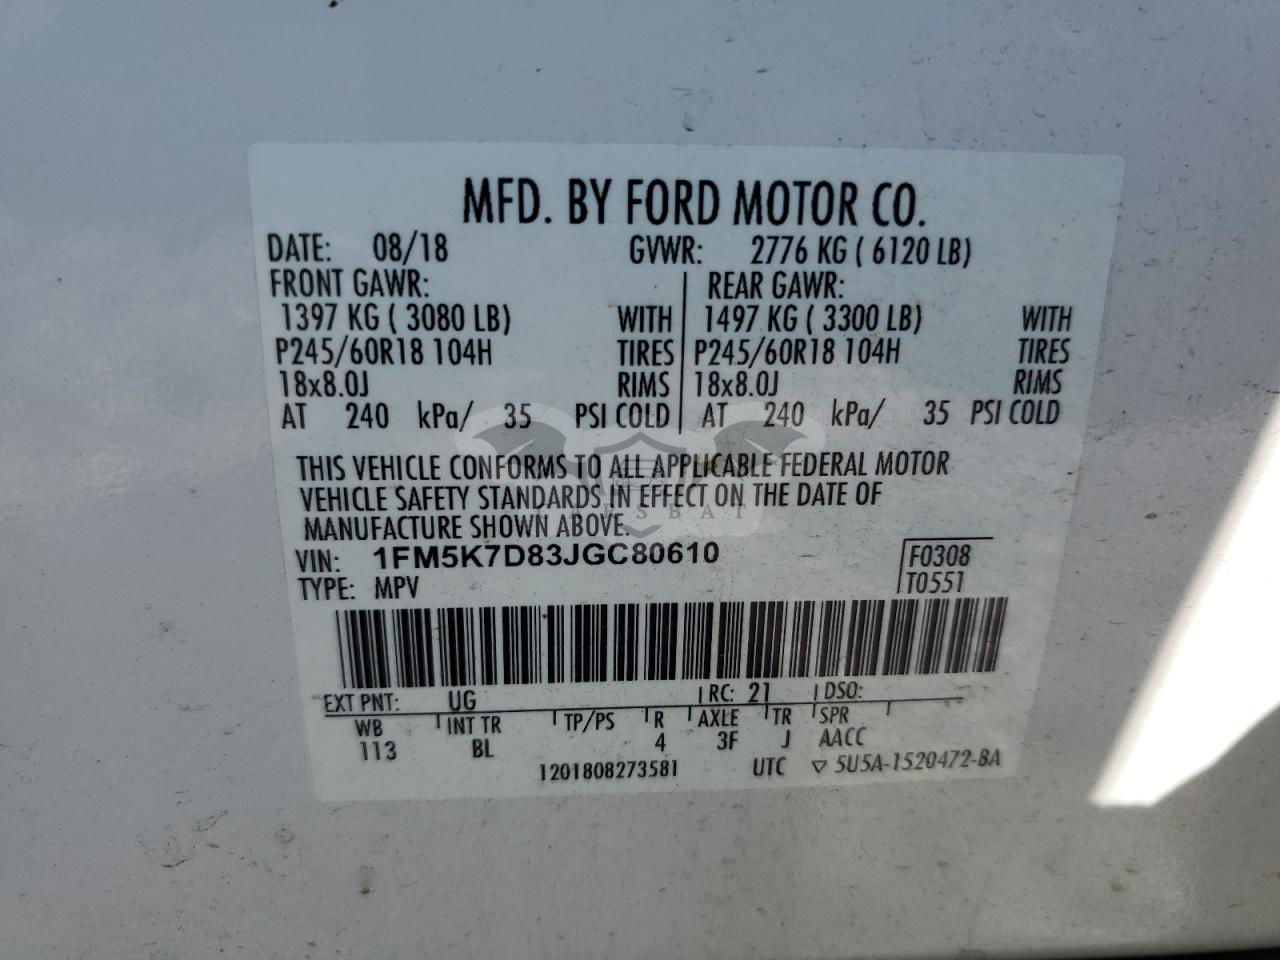 MFD. BY FORD MOTOR CO.
DATE: 08/18 GVWR: 2776 KG ( 6120 LB)
FRONT GAWR: REAR GAWR:
1397 KG ( 3080 LB) WITH 1497 KG ( 3300 LB) WITH
P245/60R18 104H TIRES P245/60R18 104H TIRES
18x8.0J RIMS 18x8.0J RIMS
AT 240 kPa/ 35 PSI COLD AT 240 kPa/ 35 PSI COLD
THIS VEHICLE CONFORMS TO ALL APPLICABLE FEDERAL MOTOR
VEHICLE SAFETY STANDARDS IN EFFECT ON THE DATE OF
MANUFACTURE SHOWN ABOVE.
VIN: 1FM5K7D83JGC80610 F0308
TYPE: MPV T0551
EXT PNT: UG RC: 21 DSO:
WB INT TR TP/PS R AXLE TR SPR
113 BL 4 3F J AACC
1201808273581 UTC ▽ 5U5A-1520472-BA